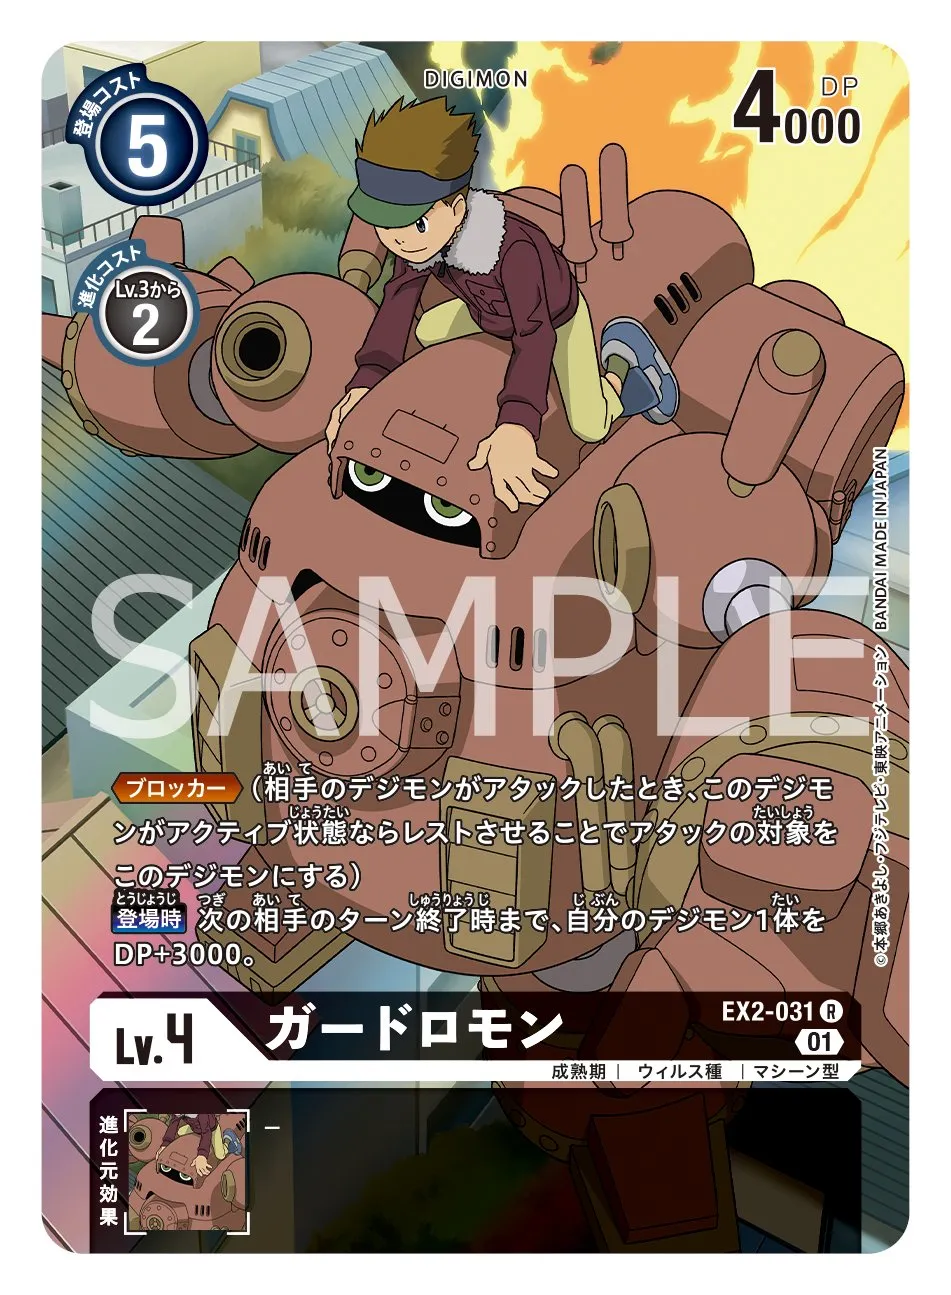 DIGIMON
登場コスト
5
DP
4000
進化コスト
Lv.3から
2
SAMPLE
ブロッカー（相手のデジモンがアタックしたとき、このデジモ
ンがアクティブ状態ならレストさせることでアタックの対象を
このデジモンにする）
登場時 次の相手のターン終了時まで、自分のデジモン1体を
DP+3000。
©本郷あきよし・フジテレビ・東映アニメーション BANDAI MADE IN JAPAN
Lv.4
ガードロモン
EX2-031 R
01
成熟期｜ ウィルス種 ｜マシーン型
進化元効果
–